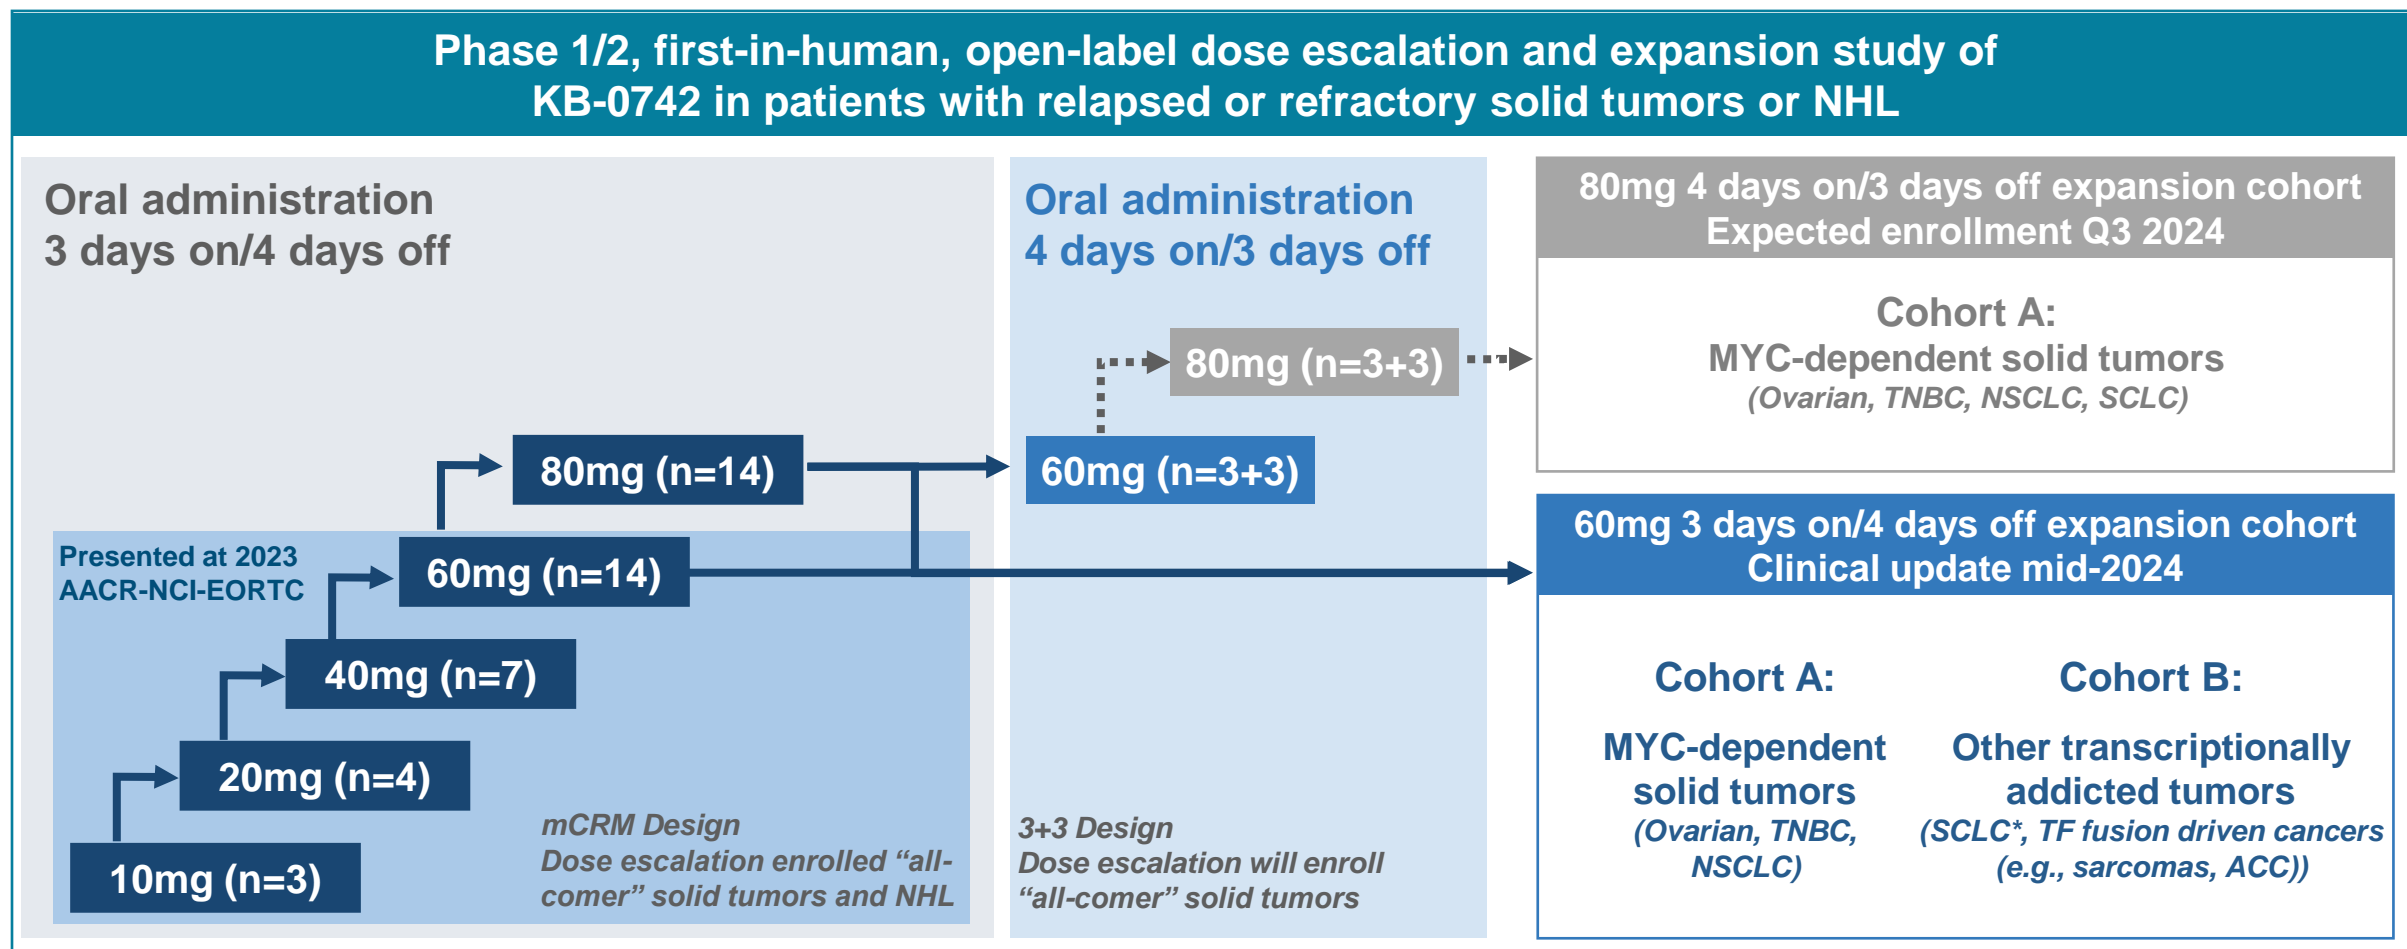 Phase 1/2, first-in-human, open-label dose escalation and expansion study of
KB-0742 in patients with relapsed or refractory solid tumors or NHL
Oral administration
3 days on/4 days off
80mg (n=14)
Presented at 2023
AACR-NCI-EORTC
60mg (n=14)
40mg (n=7)
20mg (n=4)
10mg (n=3)
mCRM Design
Dose escalation enrolled “all-
comer” solid tumors and NHL
Oral administration
4 days on/3 days off
80mg (n=3+3)
60mg (n=3+3)
3+3 Design
Dose escalation will enroll
“all-comer” solid tumors
80mg 4 days on/3 days off expansion cohort
Expected enrollment Q3 2024
Cohort A:
MYC-dependent solid tumors
(Ovarian, TNBC, NSCLC, SCLC)
60mg 3 days on/4 days off expansion cohort
Clinical update mid-2024
Cohort A:
MYC-dependent
solid tumors
(Ovarian, TNBC,
NSCLC)
Cohort B:
Other transcriptionally
addicted tumors
(SCLC*, TF fusion driven cancers
(e.g., sarcomas, ACC))